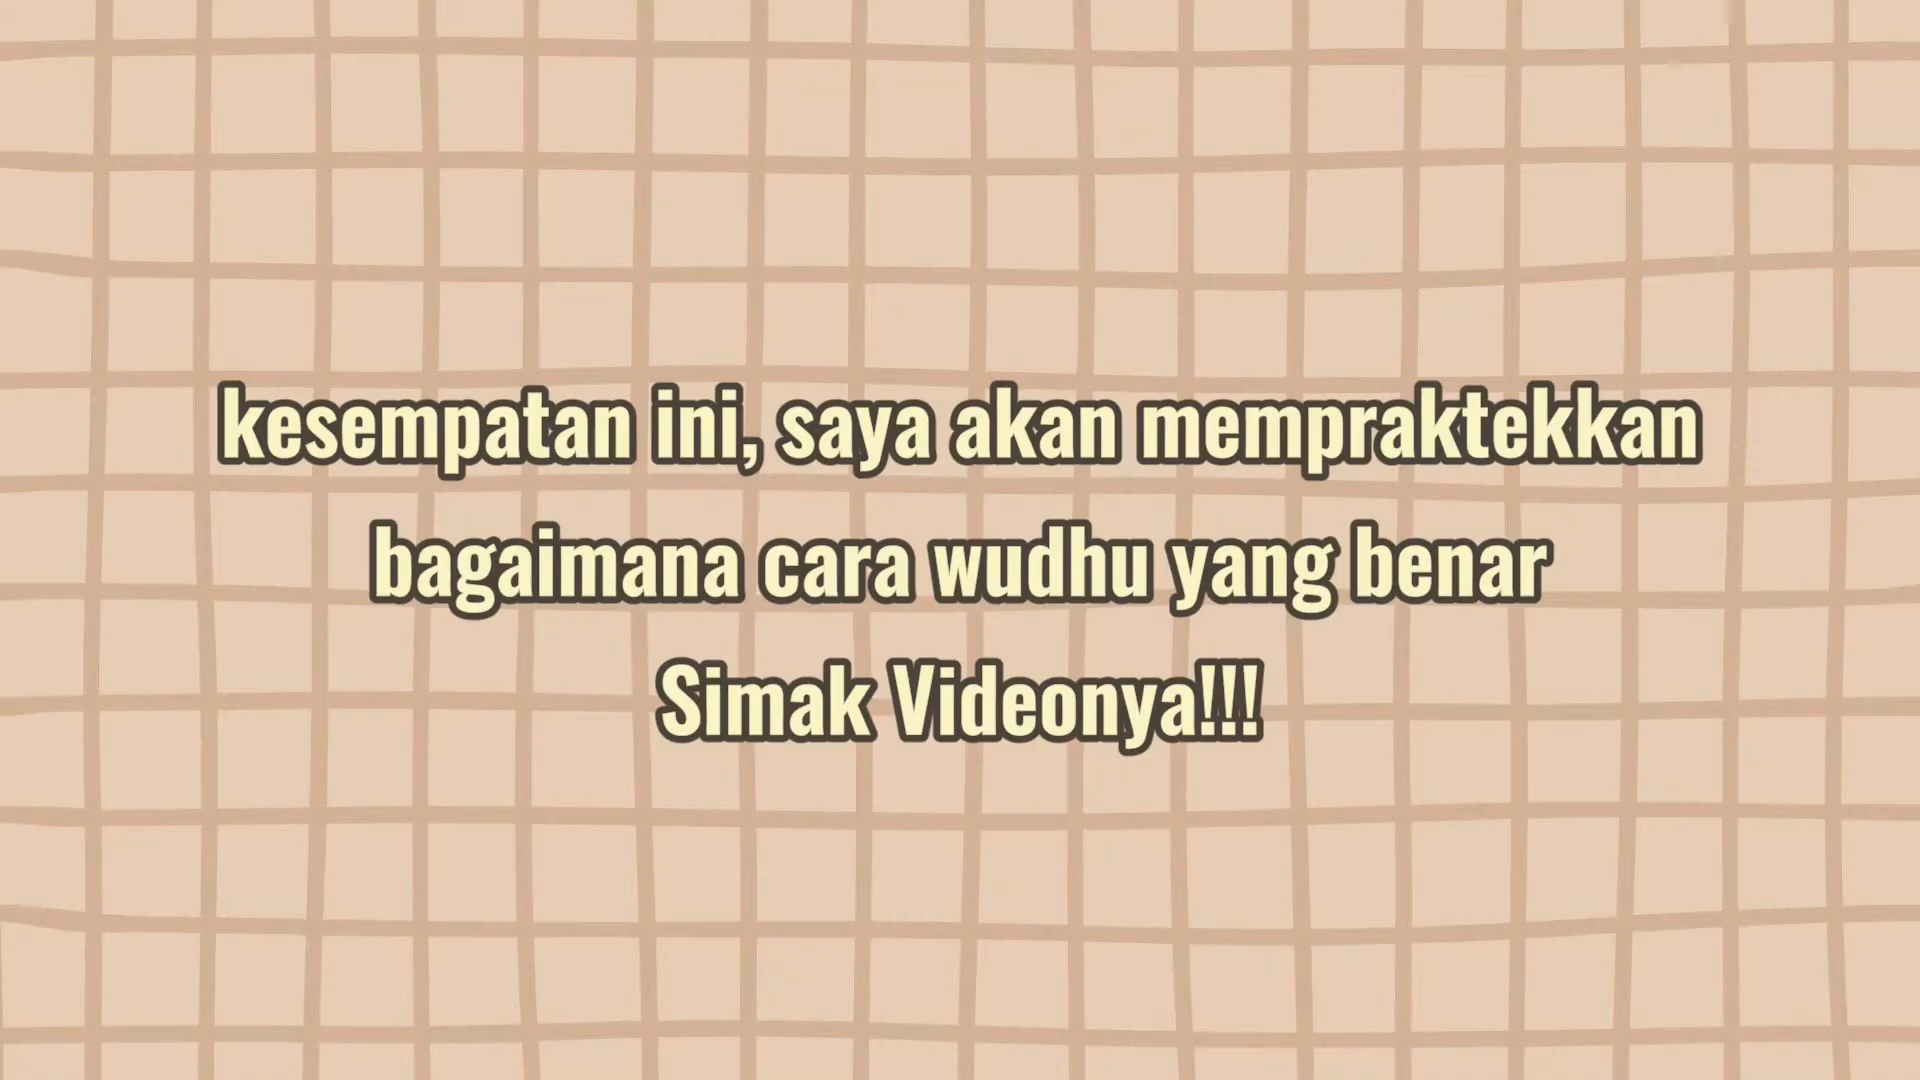 kesempatan ini, saya akan mempraktekkan
bagaimana cara wudhu yang benar
Simak Videonya!!!